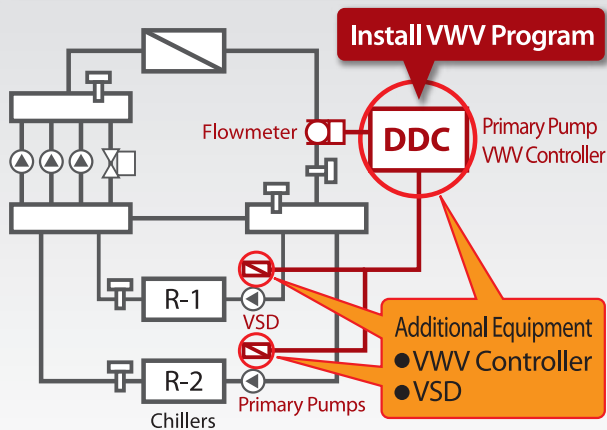 Install VWV Program
Flowmeter
DDC
Primary Pump
VWV Controller
R-1
VSD
R-2
Primary Pumps
Chillers
Additional Equipment
●VWV Controller
●VSD